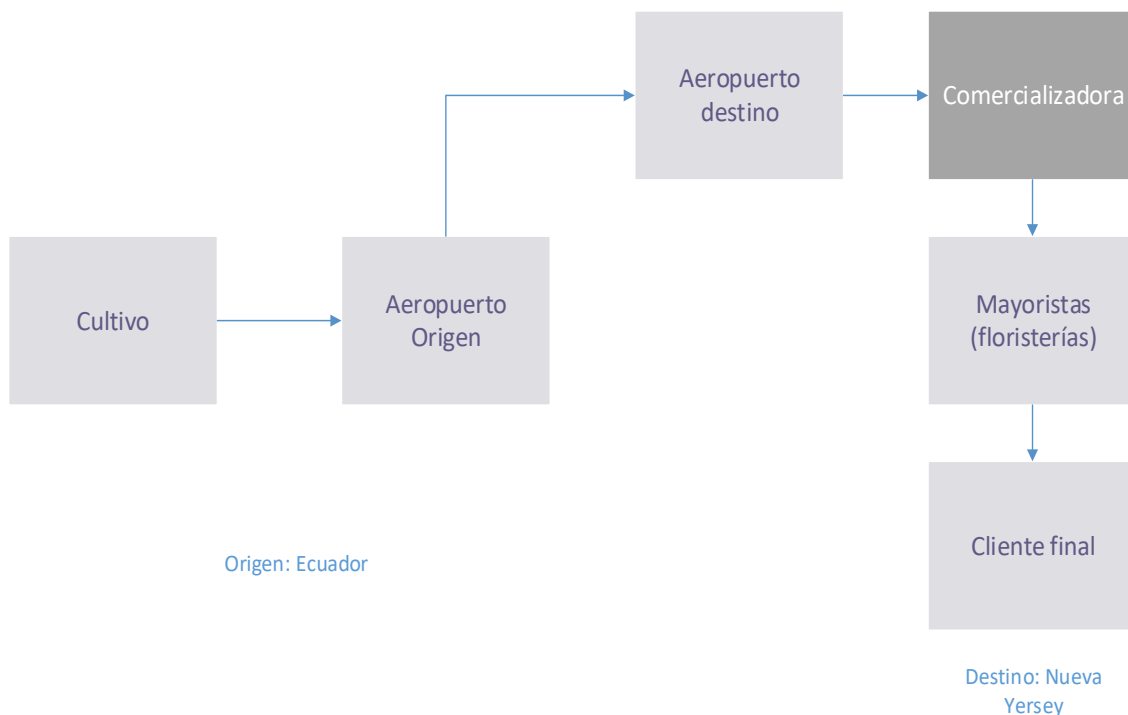 Aeropuerto
destino
Comercializadora
Cultivo
Aeropuerto
Origen
Mayoristas
(floristerías)
Cliente final
Origen: Ecuador
Destino: Nueva
Yersey